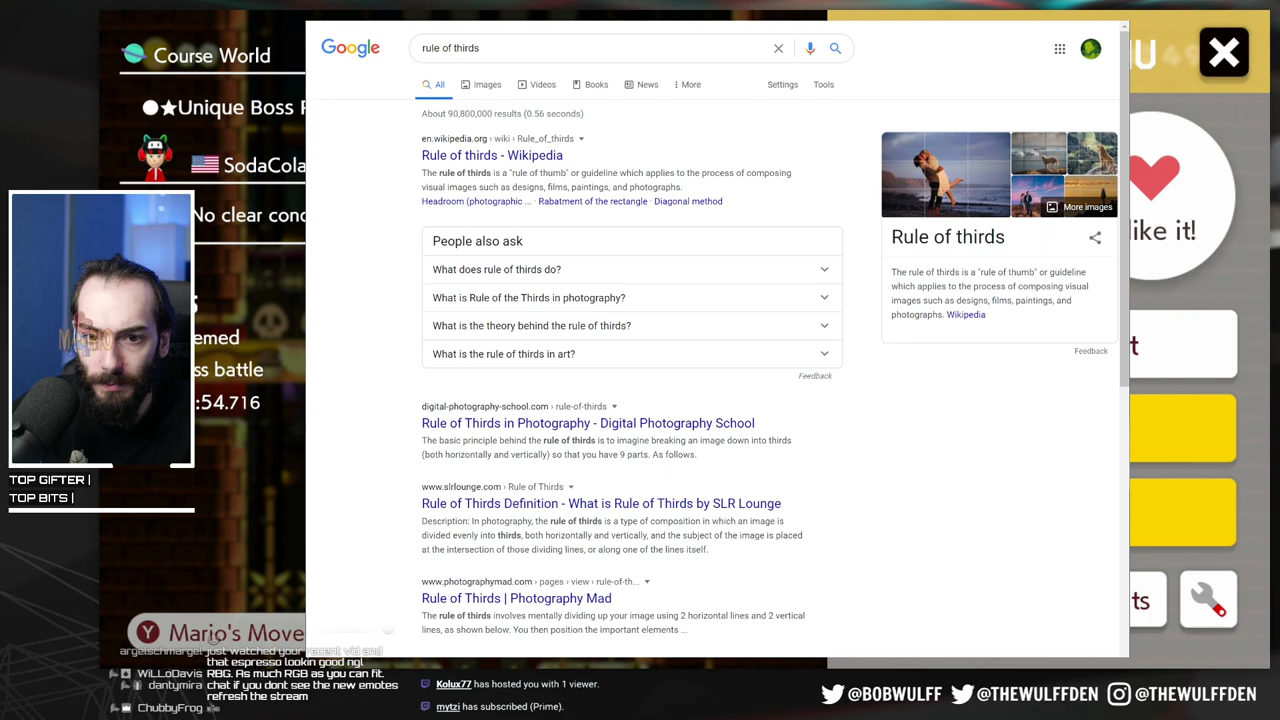 Course World
●★Unique Boss
SodaCola
No clear cond
emed
ss battle
:54.716
TOP GIFTER |
TOP BITS |
Y Mario's Move
Google
rule of thirds
All
Images
Videos
Books
News
More
Settings
Tools
About 90,800,000 results (0.56 seconds)
en.wikipedia.org › wiki › Rule_of_thirds
Rule of thirds - Wikipedia
The rule of thirds is a "rule of thumb" or guideline which applies to the process of composing
visual images such as designs, films, paintings, and photographs.
Headroom (photographic ... · Rabatment of the rectangle · Diagonal method
People also ask
What does rule of thirds do?
What is Rule of the Thirds in photography?
What is the theory behind the rule of thirds?
What is the rule of thirds in art?
Feedback
digital-photography-school.com › rule-of-thirds
Rule of Thirds in Photography - Digital Photography School
The basic principle behind the rule of thirds is to imagine breaking an image down into thirds
(both horizontally and vertically) so that you have 9 parts. As follows.
www.slrlounge.com › Rule of Thirds
Rule of Thirds Definition - What is Rule of Thirds by SLR Lounge
Description: In photography, the rule of thirds is a type of composition in which an image is
divided evenly into thirds, both horizontally and vertically, and the subject of the image is placed
at the intersection of those dividing lines, or along one of the lines itself.
www.photographymad.com › pages › view › rule-of-th...
Rule of Thirds | Photography Mad
The rule of thirds involves mentally dividing up your image using 2 horizontal lines and 2 vertical
lines, as shown below. You then position the important elements ...
More images
Rule of thirds
The rule of thirds is a "rule of thumb" or guideline
which applies to the process of composing visual
images such as designs, films, paintings, and
photographs. Wikipedia
Feedback
like it!
t
ts
argelschmargel just watched your recent vid and
that espresso lookin good ngl
WiLLoDavis RBG. As much RGB as you can fit.
dantymira chat if you dont see the new emotes
refresh the stream
ChubbyFrog
Kolux77 has hosted you with 1 viewer.
mvtzi has subscribed (Prime).
@BOBWULFF
@THEWULFFDEN
@THEWULFFDEN